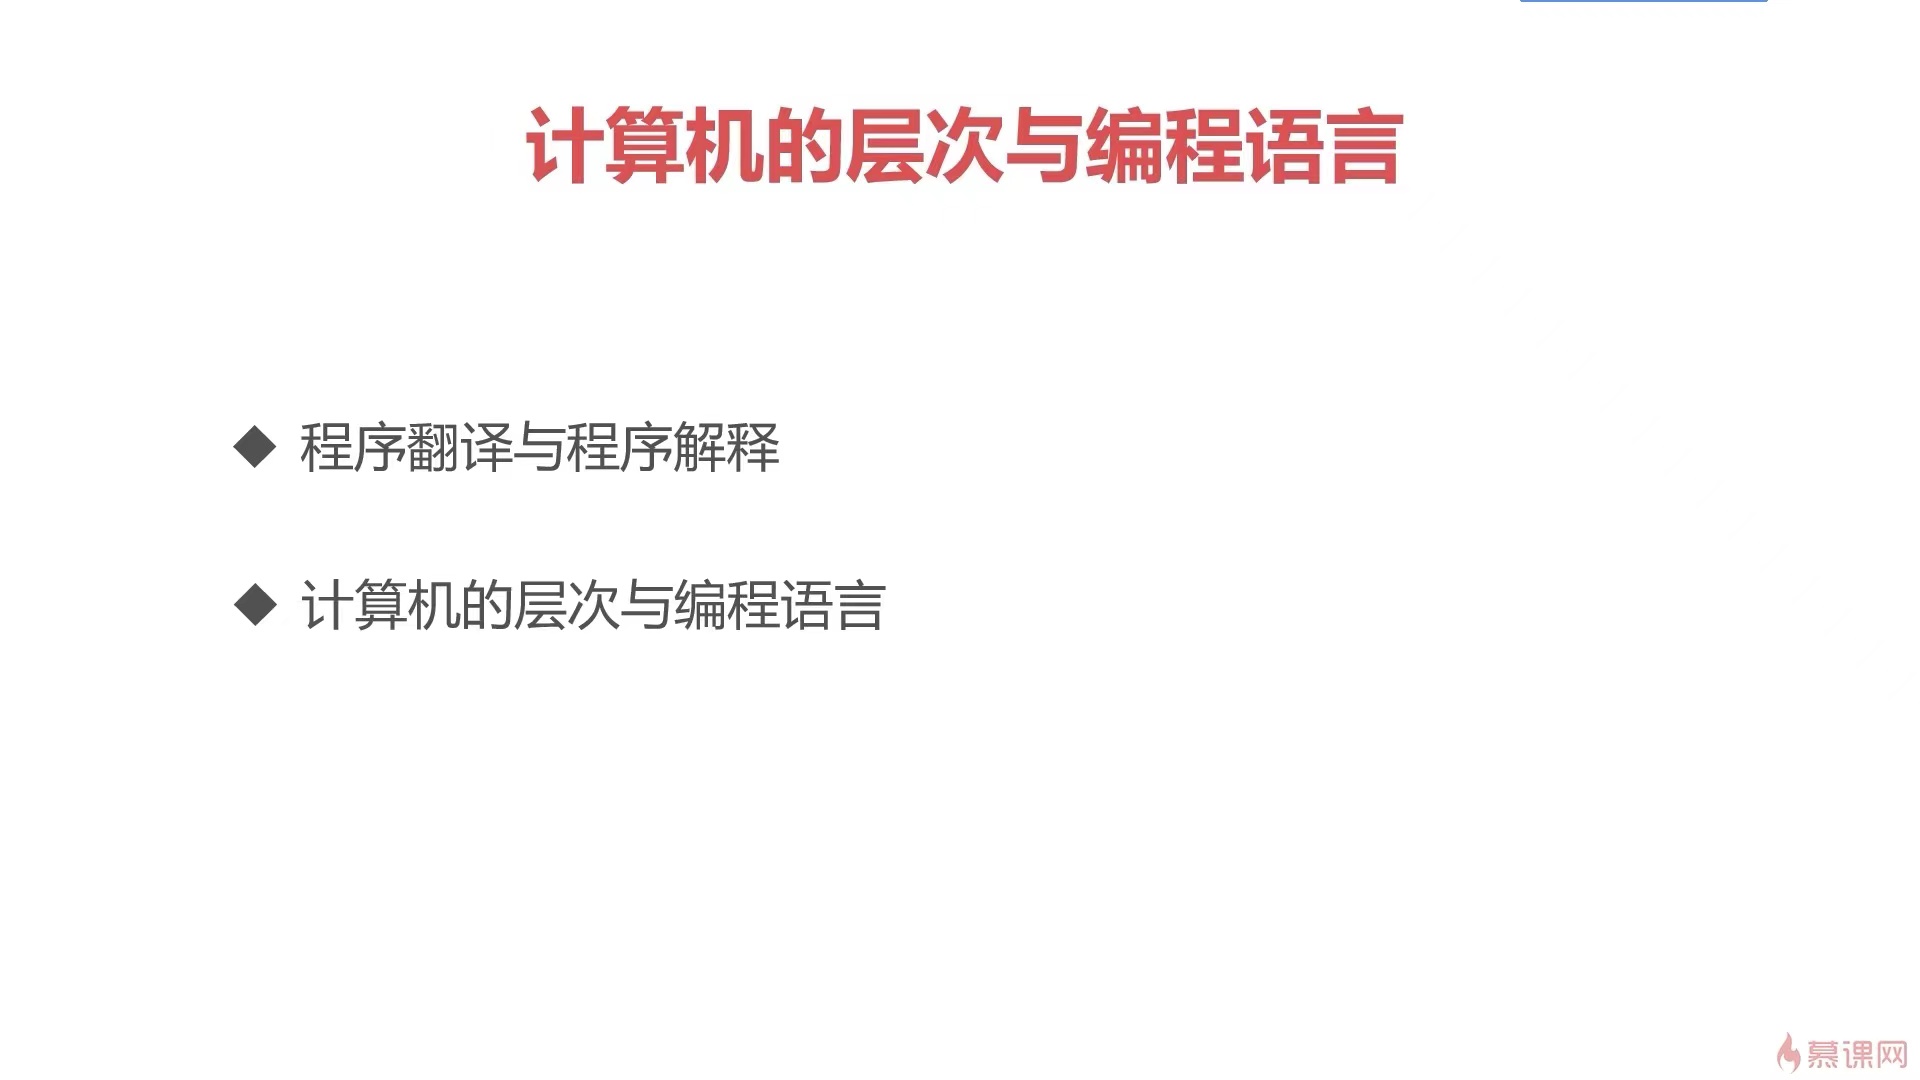 计算机的层次与编程语言
◆ 程序翻译与程序解释
◆ 计算机的层次与编程语言
慕课网